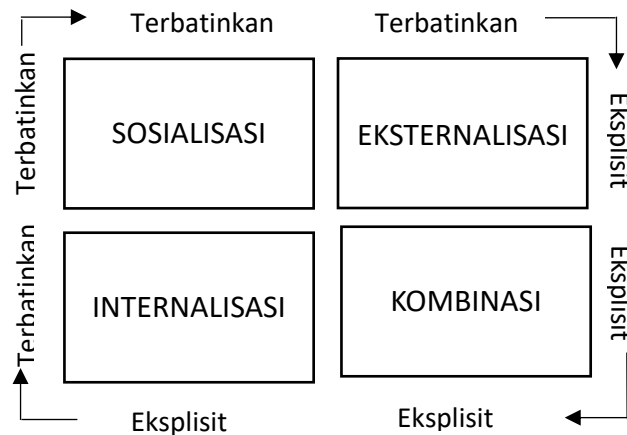 Terbatinkan
Terbatinkan
Terbatinkan
SOSIALISASI
EKSTERNALISASI
Eksplisit
Terbatinkan
INTERNALISASI
KOMBINASI
Eksplisit
Eksplisit
Eksplisit